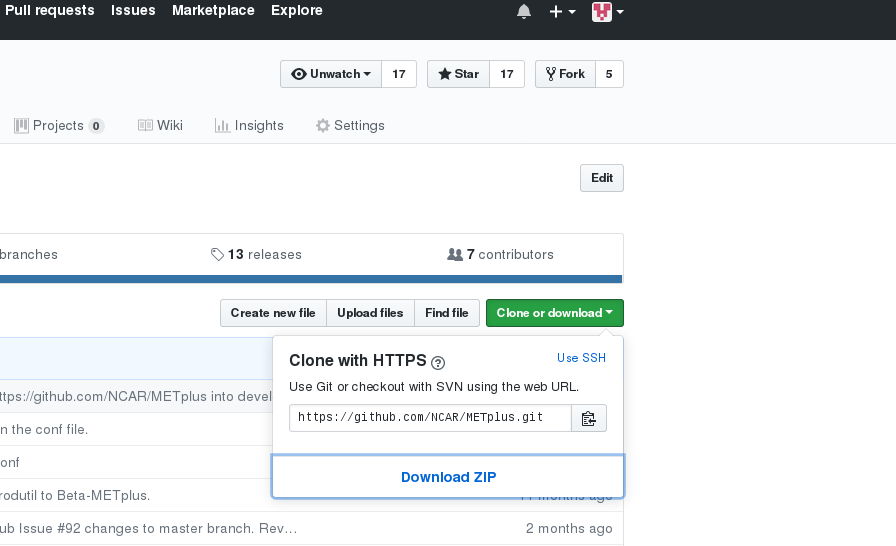 Pull requests Issues Marketplace Explore
Unwatch 17 Star 17 Fork 5
Projects 0 Wiki Insights Settings
Edit
branches 13 releases 7 contributors
Create new file Upload files Find file Clone or download
Clone with HTTPS Use SSH
Use Git or checkout with SVN using the web URL.
ttps://github.com/NCAR/METplus into devel
https://github.com/NCAR/METplus.git
n the conf file.
onf
Download ZIP
rodutil to Beta-METplus. 11 months ago
ub Issue #92 changes to master branch. Rev… 2 months ago